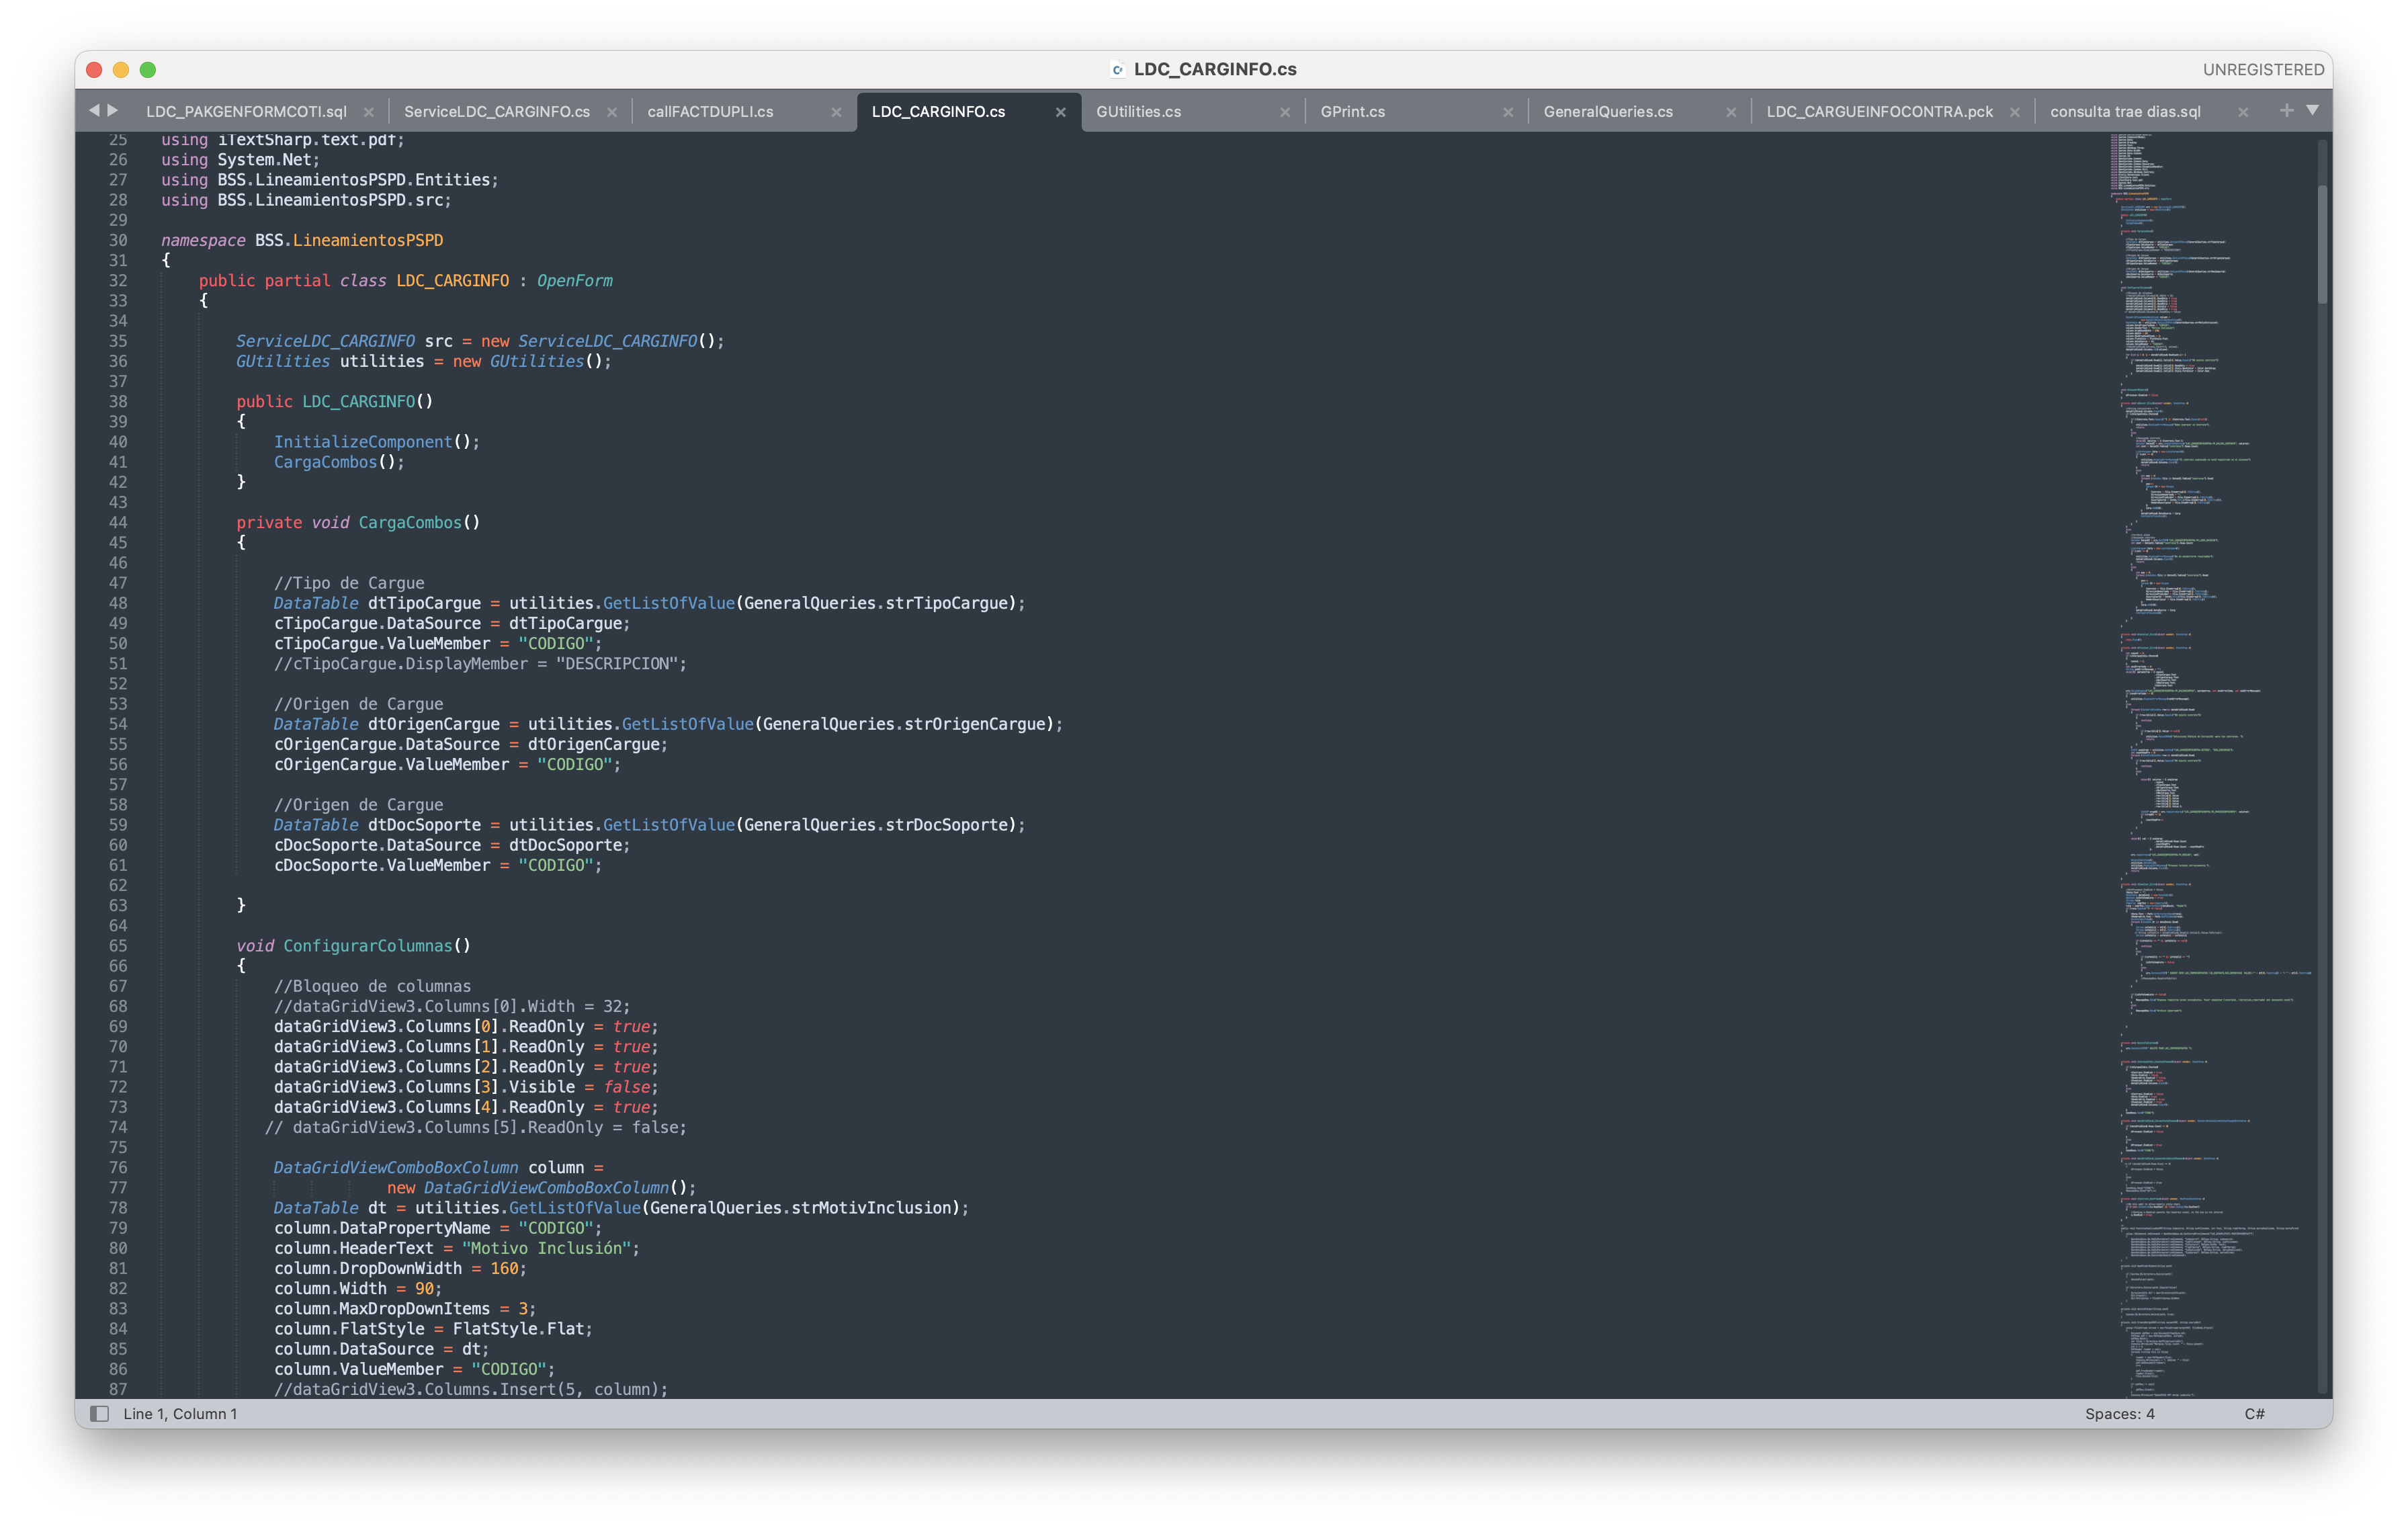 LDC_CARGINFO.cs
UNREGISTERED
LDC_PAKGENFORMCOTI.sql
ServiceLDC_CARGINFO.cs
callFACTDUPLI.cs
LDC_CARGINFO.cs
GUtilities.cs
GPrint.cs
GeneralQueries.cs
LDC_CARGUEINFOCONTRA.pck
consulta trae dias.sql
25 using iTextSharp.text.pdf;
26 using System.Net;
27 using BSS.LineamientosPSPD.Entities;
28 using BSS.LineamientosPSPD.src;
29
30 namespace BSS.LineamientosPSPD
31 {
32 public partial class LDC_CARGINFO : OpenForm
33 {
34
35 ServiceLDC_CARGINFO src = new ServiceLDC_CARGINFO();
36 GUtilities utilities = new GUtilities();
37
38 public LDC_CARGINFO()
39 {
40 InitializeComponent();
41 CargaCombos();
42 }
43
44 private void CargaCombos()
45 {
46
47 //Tipo de Cargue
48 DataTable dtTipoCargue = utilities.GetListOfValue(GeneralQueries.strTipoCargue);
49 cTipoCargue.DataSource = dtTipoCargue;
50 cTipoCargue.ValueMember = "CODIGO";
51 //cTipoCargue.DisplayMember = "DESCRIPCION";
52
53 //Origen de Cargue
54 DataTable dtOrigenCargue = utilities.GetListOfValue(GeneralQueries.strOrigenCargue);
55 cOrigenCargue.DataSource = dtOrigenCargue;
56 cOrigenCargue.ValueMember = "CODIGO";
57
58 //Origen de Cargue
59 DataTable dtDocSoporte = utilities.GetListOfValue(GeneralQueries.strDocSoporte);
60 cDocSoporte.DataSource = dtDocSoporte;
61 cDocSoporte.ValueMember = "CODIGO";
62
63 }
64
65 void ConfigurarColumnas()
66 {
67 //Bloqueo de columnas
68 //dataGridView3.Columns[0].Width = 32;
69 dataGridView3.Columns[0].ReadOnly = true;
70 dataGridView3.Columns[1].ReadOnly = true;
71 dataGridView3.Columns[2].ReadOnly = true;
72 dataGridView3.Columns[3].Visible = false;
73 dataGridView3.Columns[4].ReadOnly = true;
74 // dataGridView3.Columns[5].ReadOnly = false;
75
76 DataGridViewComboBoxColumn column =
77 new DataGridViewComboBoxColumn();
78 DataTable dt = utilities.GetListOfValue(GeneralQueries.strMotivInclusion);
79 column.DataPropertyName = "CODIGO";
80 column.HeaderText = "Motivo Inclusión";
81 column.DropDownWidth = 160;
82 column.Width = 90;
83 column.MaxDropDownItems = 3;
84 column.FlatStyle = FlatStyle.Flat;
85 column.DataSource = dt;
86 column.ValueMember = "CODIGO";
87 //dataGridView3.Columns.Insert(5, column);
Line 1, Column 1
Spaces: 4
C#